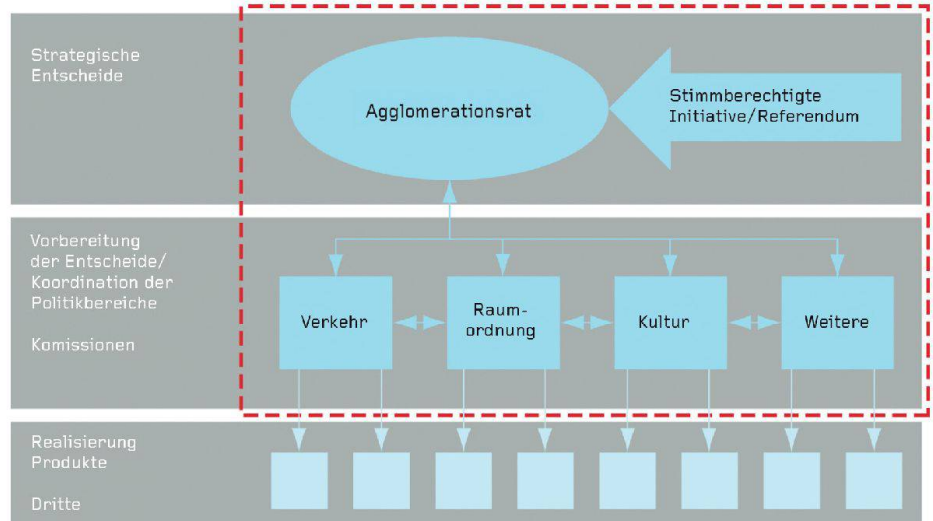 Strategische
Entscheide
Agglomerationsrat
Stimmberechtigte
Initiative/Referendum
Vorbereitung
der Entscheide/
Koordination der
Politikbereiche
Komissionen
Verkehr
Raum-
ordnung
Kultur
Weitere
Realisierung
Produkte
Dritte